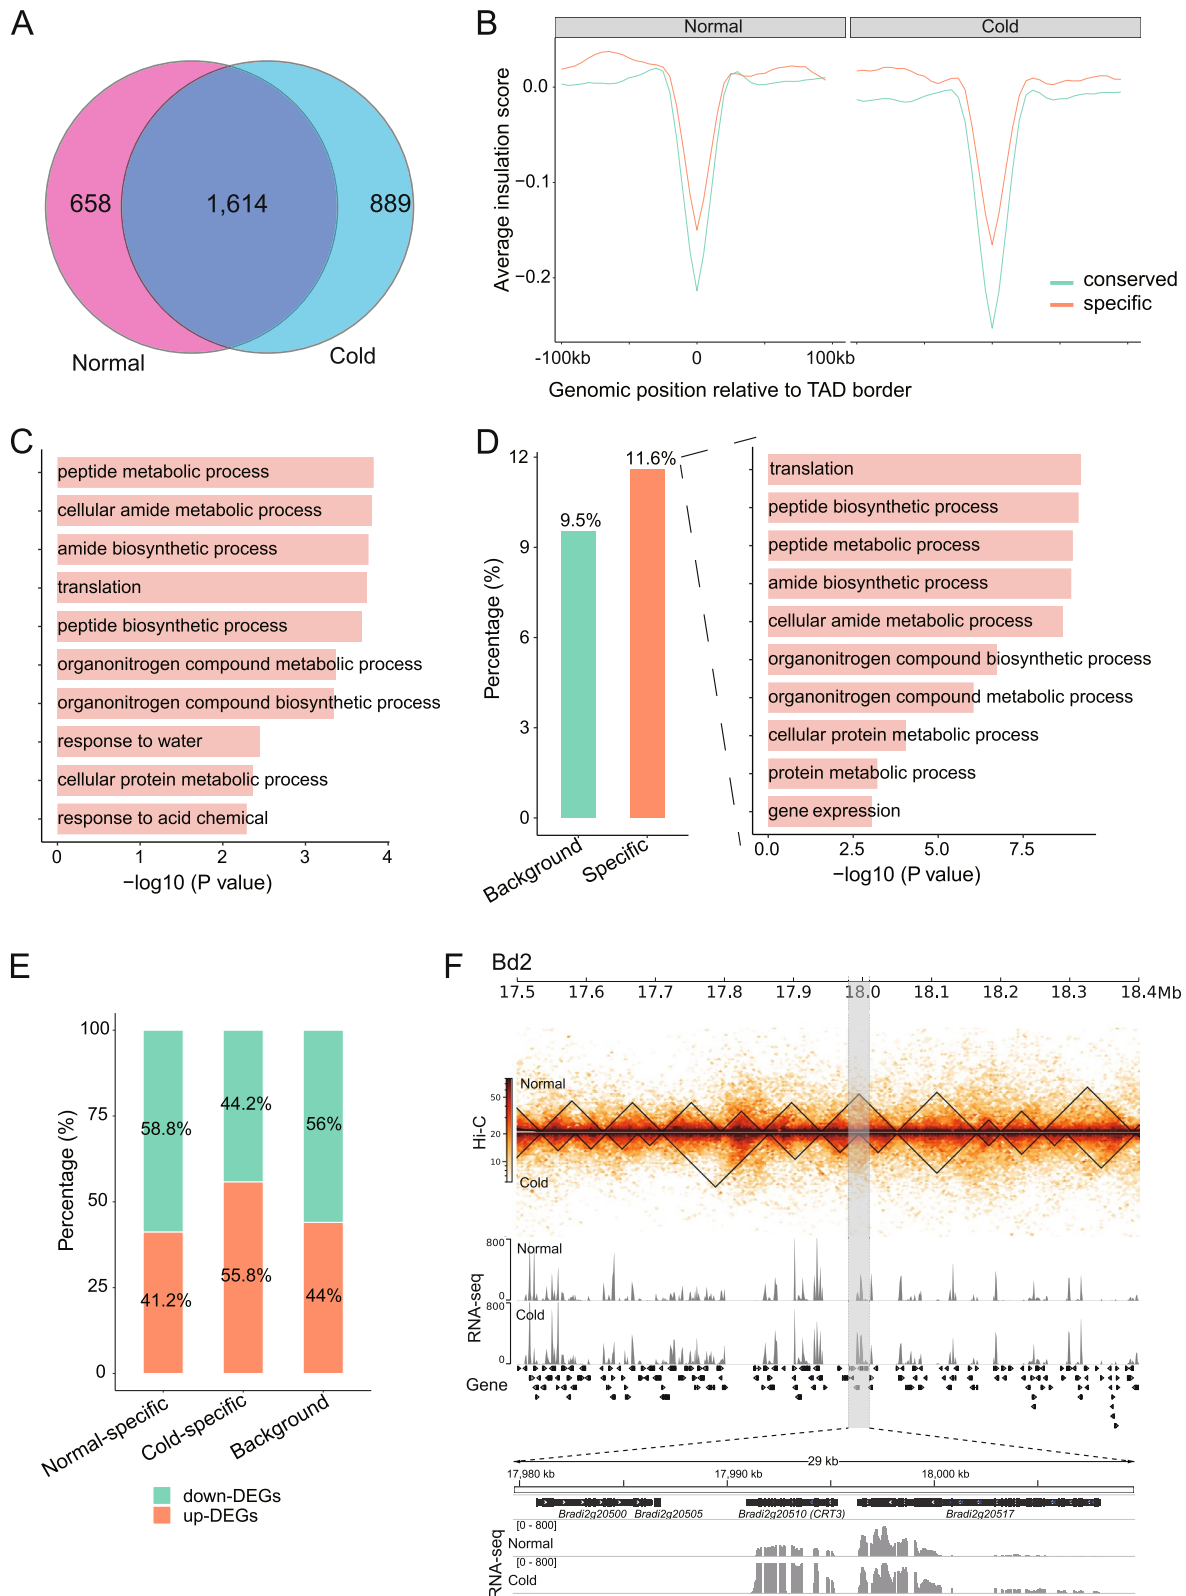 A
658
1,614
889
Normal
Cold
B
Normal
Cold
Average insulation score
0.0
−0.1
−0.2
conserved
specific
-100kb
0
100kb
Genomic position relative to TAD border
C
peptide metabolic process
cellular amide metabolic process
amide biosynthetic process
translation
peptide biosynthetic process
organonitrogen compound metabolic process
organonitrogen compound biosynthetic process
response to water
cellular protein metabolic process
response to acid chemical
0
1
2
3
4
−log10 (P value)
D
Percentage (%)
12
9
6
3
0
9.5%
11.6%
Background
Specific
translation
peptide biosynthetic process
peptide metabolic process
amide biosynthetic process
cellular amide metabolic process
organonitrogen compound biosynthetic process
organonitrogen compound metabolic process
cellular protein metabolic process
protein metabolic process
gene expression
0.0
2.5
5.0
7.5
−log10 (P value)
E
Percentage (%)
100
75
50
25
0
58.8%
44.2%
56%
41.2%
55.8%
44%
Normal-specific
Cold-specific
Background
down-DEGs
up-DEGs
F
Bd2
17.5
17.6
17.7
17.8
17.9
18.0
18.1
18.2
18.3
18.4Mb
Hi-C
50
20
10
Normal
Cold
RNA-seq
800
Normal
0
800
Cold
0
Gene
29 kb
17,980 kb
17,990 kb
18,000 kb
Bradi2g20500
Bradi2g20505
Bradi2g20510 (CRT3)
Bradi2g20517
RNA-seq
[0 - 800]
Normal
[0 - 800]
Cold